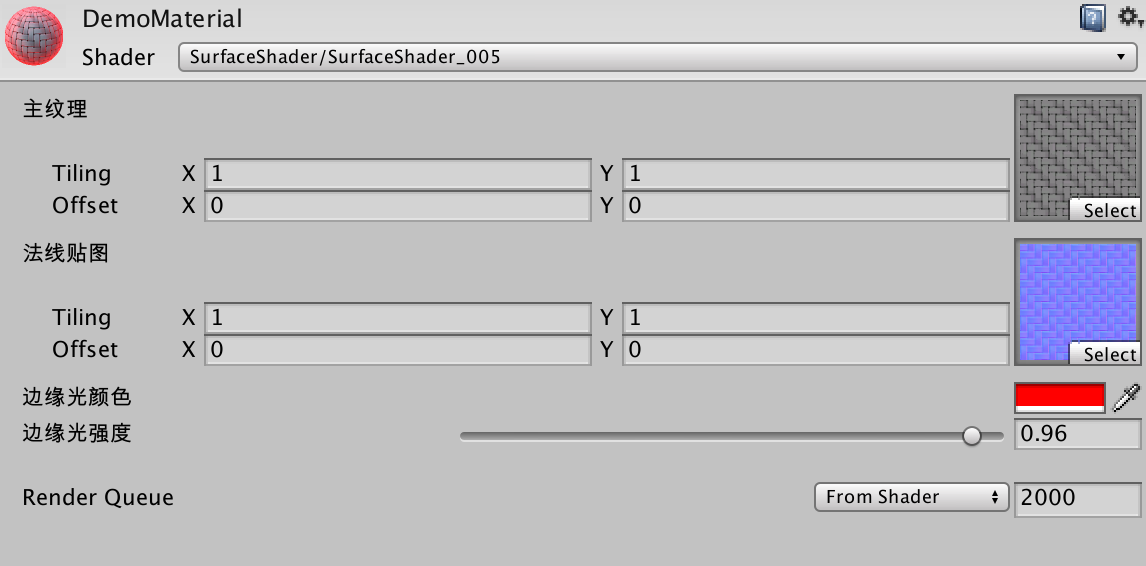 DemoMaterial
Shader SurfaceShader/SurfaceShader_005
主纹理
Tiling X 1 Y 1
Offset X 0 Y 0
Select
法线贴图
Tiling X 1 Y 1
Offset X 0 Y 0
Select
边缘光颜色
边缘光强度 0.96
Render Queue From Shader 2000